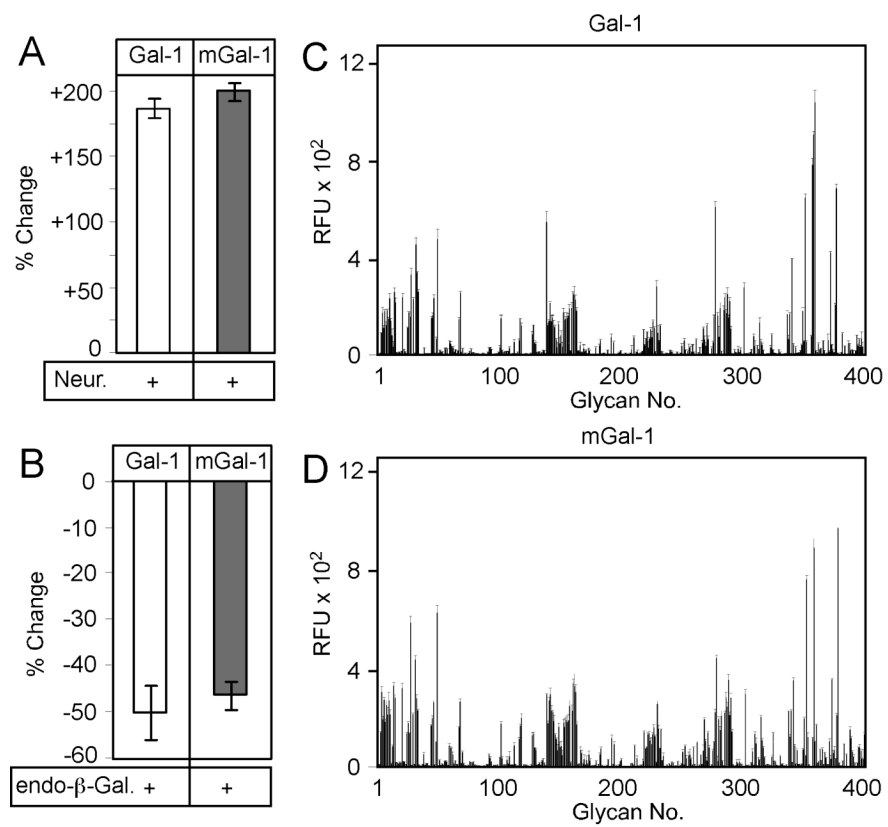 A
Gal-1 mGal-1
+200
+150
+200
+50
0
% Change
Neur. + +
C
Gal-1
12
8
4
0
RFU x 10²
1 100 200 300 400
Glycan No.
B
Gal-1 mGal-1
0
-10
-20
-30
-40
-50
-60
% Change
endo-β-Gal. + +
D
mGal-1
12
8
4
0
RFU x 10²
1 100 200 300 400
Glycan No.